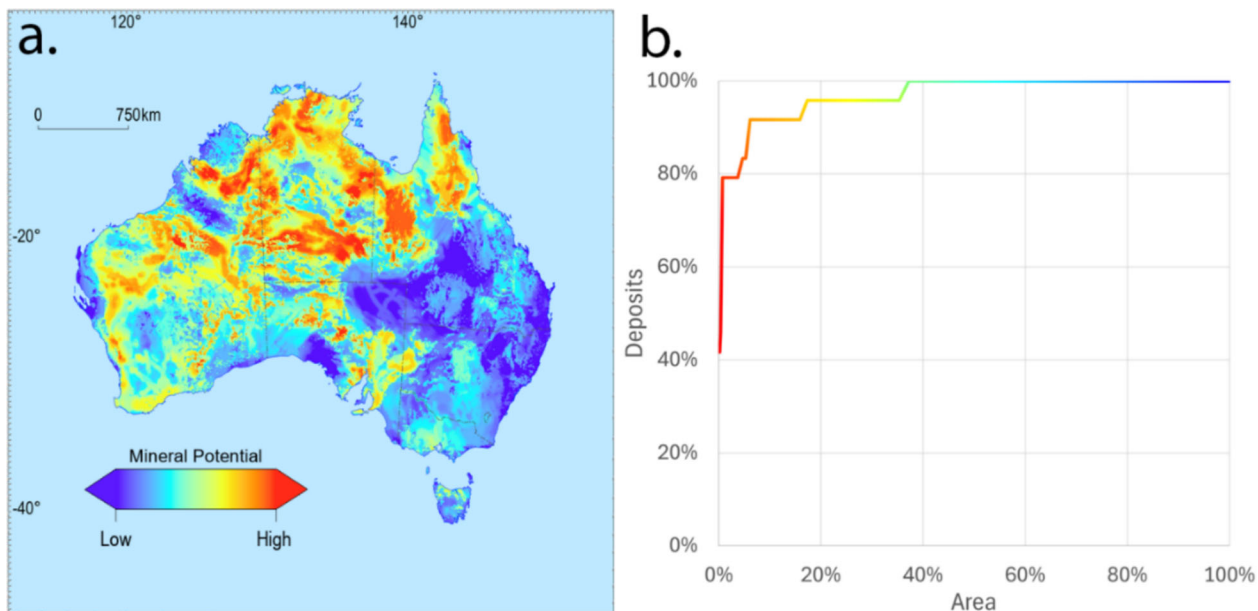 a.
120°
140°
0
750km
-20°
-40°
Mineral Potential
Low
High
b.
100%
80%
60%
40%
20%
0%
Deposits
0%
20%
40%
60%
80%
100%
Area